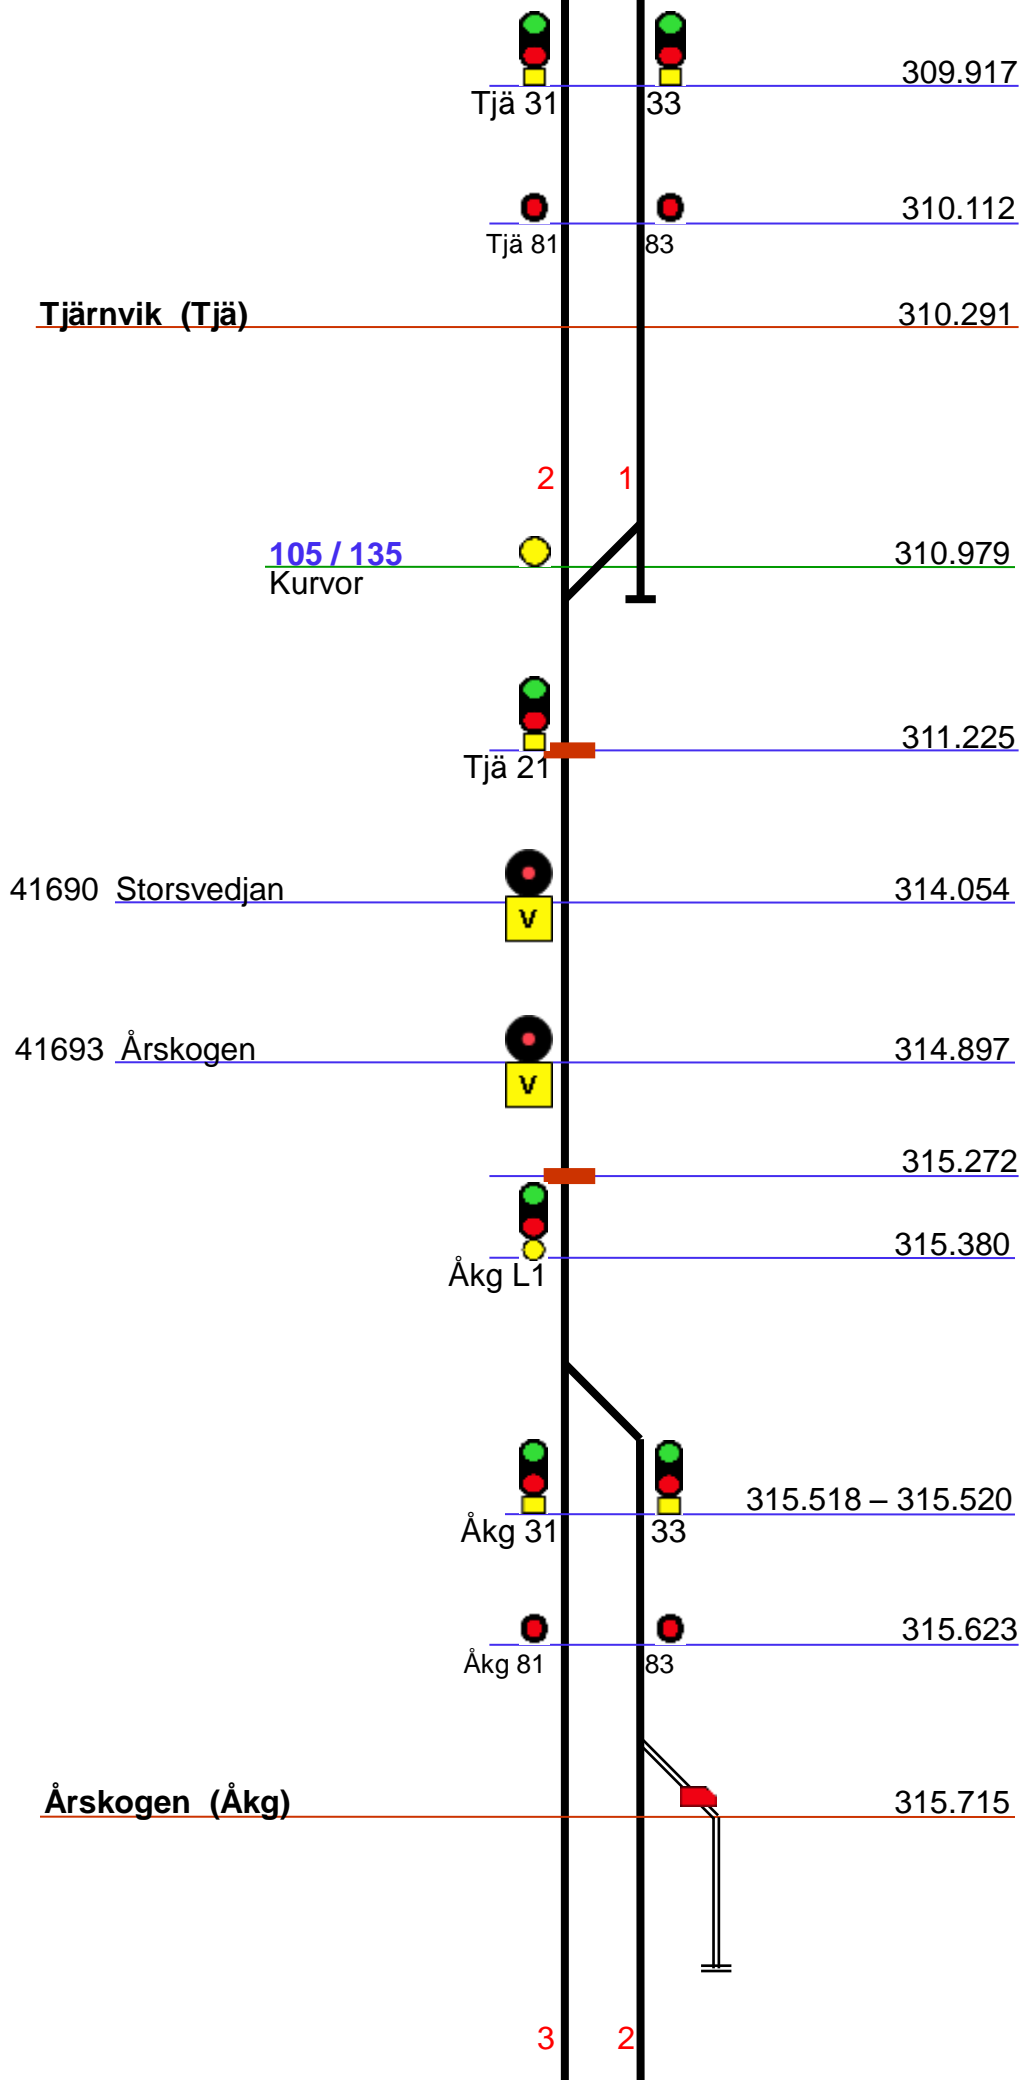 309.917
Tjä 31 33
310.112
Tjä 81 83
Tjärnvik (Tjä) 310.291
2 1
105 / 135 310.979
Kurvor
311.225
Tjä 21
41690 Storsvedjan 314.054
V
41693 Årskogen 314.897
V
315.272
315.380
Åkg L1
315.518 – 315.520
Åkg 31 33
315.623
Åkg 81 83
Årskogen (Åkg) 315.715
3 2